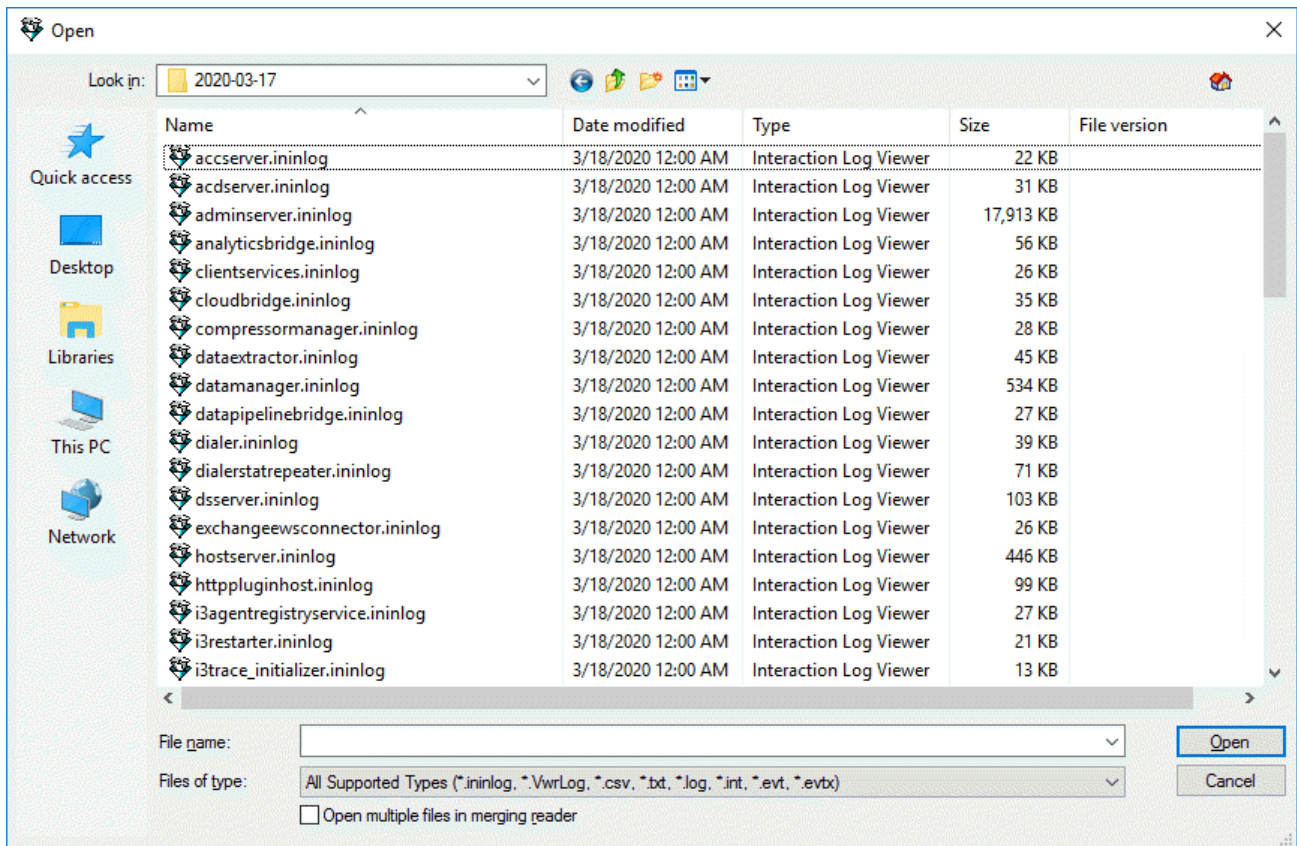 Open
Look in: 2020-03-17
Name Date modified Type Size File version
accserver.ininlog 3/18/2020 12:00 AM Interaction Log Viewer 22 KB
acdserver.ininlog 3/18/2020 12:00 AM Interaction Log Viewer 31 KB
adminserver.ininlog 3/18/2020 12:00 AM Interaction Log Viewer 17,913 KB
analyticsbridge.ininlog 3/18/2020 12:00 AM Interaction Log Viewer 56 KB
clientservices.ininlog 3/18/2020 12:00 AM Interaction Log Viewer 26 KB
cloudbridge.ininlog 3/18/2020 12:00 AM Interaction Log Viewer 35 KB
compressormanager.ininlog 3/18/2020 12:00 AM Interaction Log Viewer 28 KB
dataextractor.ininlog 3/18/2020 12:00 AM Interaction Log Viewer 45 KB
datamanager.ininlog 3/18/2020 12:00 AM Interaction Log Viewer 534 KB
datapipelinebridge.ininlog 3/18/2020 12:00 AM Interaction Log Viewer 27 KB
dialer.ininlog 3/18/2020 12:00 AM Interaction Log Viewer 39 KB
dialerstatrepeater.ininlog 3/18/2020 12:00 AM Interaction Log Viewer 71 KB
dsserver.ininlog 3/18/2020 12:00 AM Interaction Log Viewer 103 KB
exchangeewsconnector.ininlog 3/18/2020 12:00 AM Interaction Log Viewer 26 KB
hostserver.ininlog 3/18/2020 12:00 AM Interaction Log Viewer 446 KB
httppluginhost.ininlog 3/18/2020 12:00 AM Interaction Log Viewer 99 KB
i3agentregistryservice.ininlog 3/18/2020 12:00 AM Interaction Log Viewer 27 KB
i3restarter.ininlog 3/18/2020 12:00 AM Interaction Log Viewer 21 KB
i3trace_initializer.ininlog 3/18/2020 12:00 AM Interaction Log Viewer 13 KB
Quick access
Desktop
Libraries
This PC
Network
File name: Open
Files of type: All Supported Types (*.ininlog, *.VwrLog, *.csv, *.txt, *.log, *.int, *.evt, *.evtx) Cancel
Open multiple files in merging reader